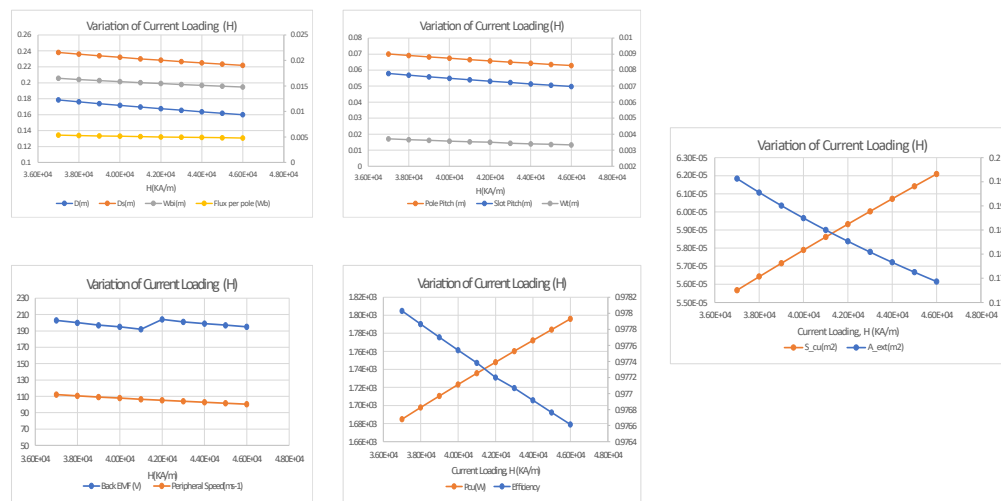 Variation of Current Loading (H)
0.26
0.24
0.22
0.2
0.18
0.16
0.14
0.12
0.1
0.025
0.02
0.015
0.01
0.005
0
3.60E+04 3.80E+04 4.00E+04 4.20E+04 4.40E+04 4.60E+04 4.80E+04
H(KA/m)
D(m) Ds(m) Wbi(m) Flux per pole (Wb)
Variation of Current Loading (H)
0.08
0.07
0.06
0.05
0.04
0.03
0.02
0.01
0
0.01
0.009
0.008
0.007
0.006
0.005
0.004
0.003
0.002
3.60E+04 3.80E+04 4.00E+04 4.20E+04 4.40E+04 4.60E+04 4.80E+04
H(KA/m)
Pole Pitch (m) Slot Pitch(m) Wt(m)
Variation of Current Loading (H)
6.30E-05
6.20E-05
6.10E-05
6.00E-05
5.90E-05
5.80E-05
5.70E-05
5.60E-05
5.50E-05
0.2
0.19
0.19
0.18
0.18
0.17
0.17
3.60E+04 3.80E+04 4.00E+04 4.20E+04 4.40E+04 4.60E+04 4.80E+04
Current Loading, H (KA/m)
S_cu(m2) A_ext(m2)
Variation of Current Loading (H)
230
210
190
170
150
130
110
90
70
50
3.60E+04 3.80E+04 4.00E+04 4.20E+04 4.40E+04 4.60E+04 4.80E+04
H(KA/m)
Back EMF (V) Peripheral Speed(ms-1)
Variation of Current Loading (H)
1.82E+03
1.80E+03
1.78E+03
1.76E+03
1.74E+03
1.72E+03
1.70E+03
1.68E+03
1.66E+03
0.9782
0.978
0.9778
0.9776
0.9774
0.9772
0.977
0.9768
0.9766
0.9764
3.60E+04 3.80E+04 4.00E+04 4.20E+04 4.40E+04 4.60E+04 4.80E+04
Current Loading, H (KA/m)
Pcu(W) Efficiency